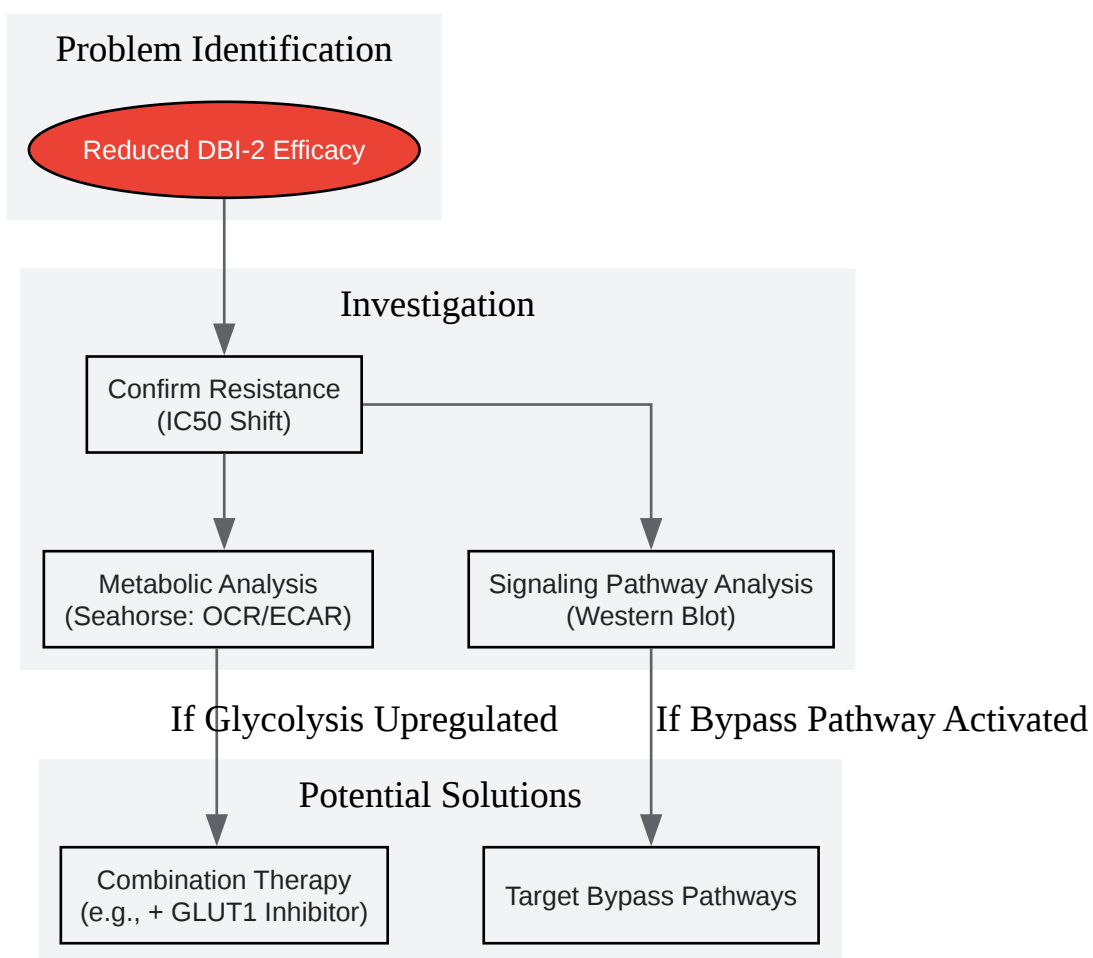 Problem Identification
Reduced DBI-2 Efficacy
Investigation
Confirm Resistance
(IC50 Shift)
Metabolic Analysis
(Seahorse: OCR/ECAR)
Signaling Pathway Analysis
(Western Blot)
If Glycolysis Upregulated
If Bypass Pathway Activated
Potential Solutions
Combination Therapy
(e.g., + GLUT1 Inhibitor)
Target Bypass Pathways